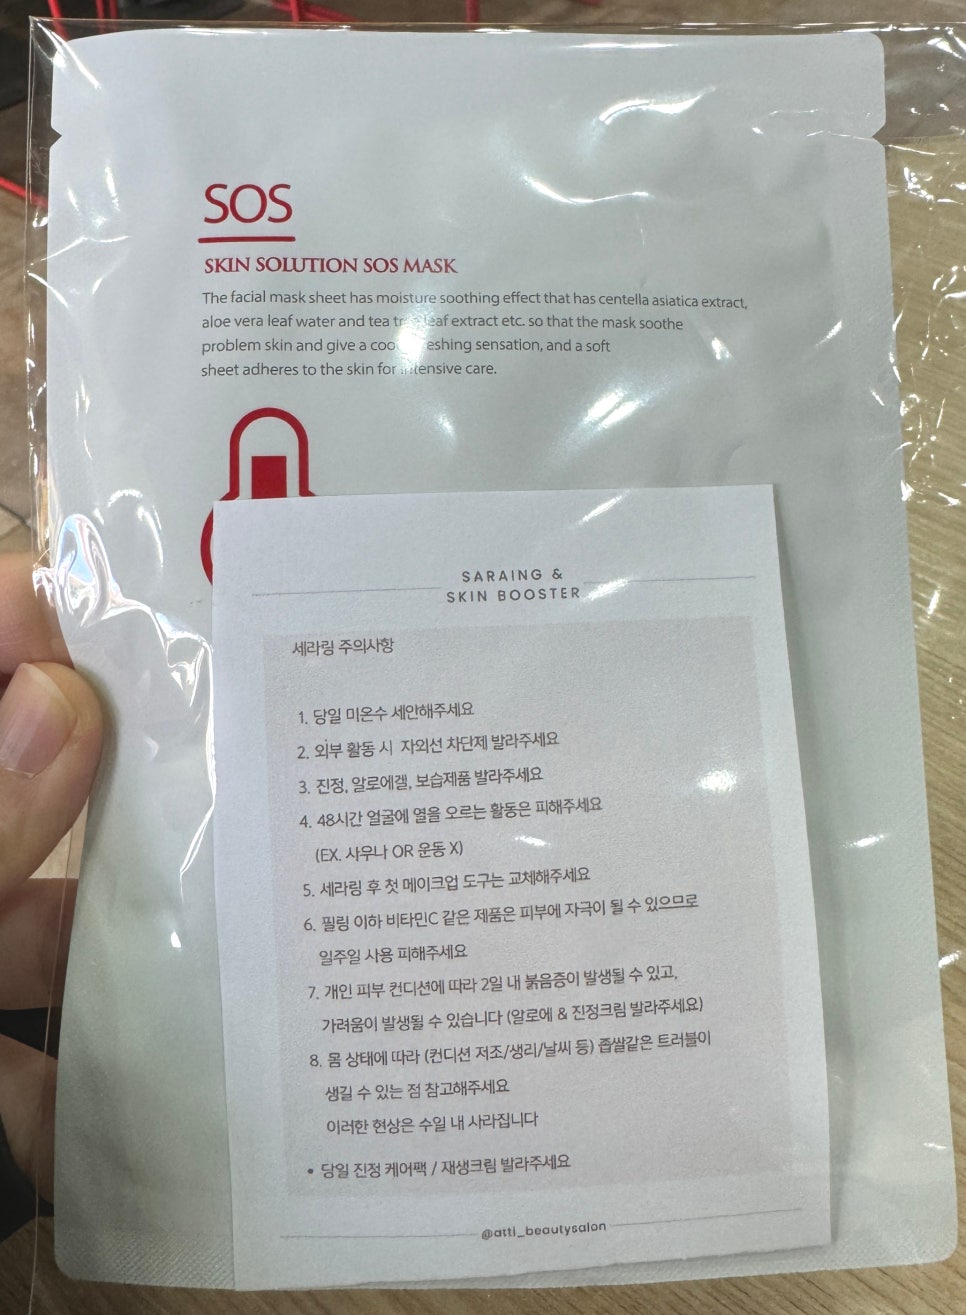 SOS
SKIN SOLUTION SOS MASK
The facial mask sheet has moisture soothing effect that has centella asiatica extract,
aloe vera leaf water and tea tree leaf extract etc. so that the mask soothe
problem skin and give a sensation, and a soft
sheet adheres to the skin for intensive care.
SARAING &
SKIN BOOSTER
세라링 주의사항
1. 당일 미온수 세안해주세요
2. 외부 활동 시 자외선 차단제 발라주세요
3. 진정, 알로에겔, 보습제품 발라주세요
4. 48시간 얼굴에 열을 오르는 활동은 피해주세요
(EX. 사우나 OR 운동 X)
5. 세라링 후 첫 메이크업 도구는 교체해주세요
6. 필링 이하 비타민C 같은 제품은 피부에 자극이 될 수 있으므로
일주일 사용 피해주세요
7. 개인 피부 컨디션에 따라 2일 내 붉음증이 발생될 수 있고,
가려움이 발생될 수 있습니다 (알로에 & 진정크림 발라주세요)
8. 몸 상태에 따라 (컨디션 저조/생리/날씨 등) 좁쌀같은 트러블이
생길 수 있는 점 참고해주세요
이러한 현상은 수일 내 사라집니다
• 당일 진정 케어팩 / 재생크림 발라주세요
@atti_beautysalon